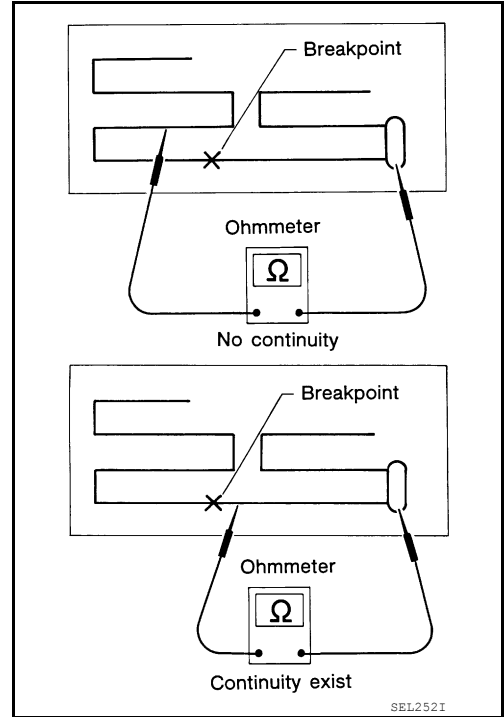 Breakpoint
Ohmmeter
Ω
No continuity
Breakpoint
Ohmmeter
Ω
Continuity exist
SEL252I